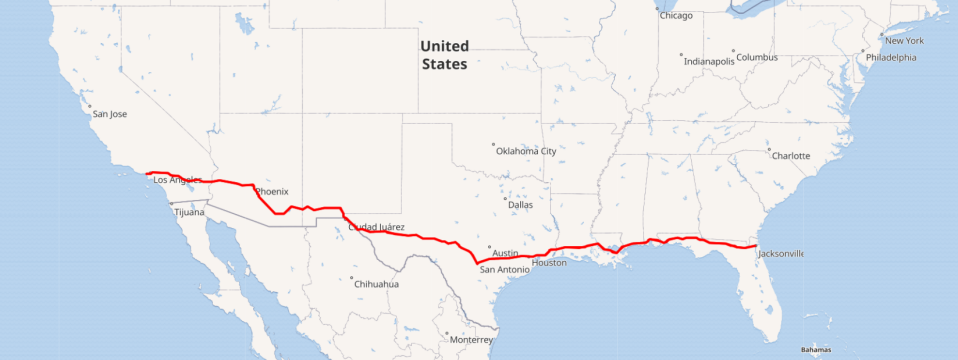 Chicago
New York
United
States
Indianapolis
Columbus
Philadelphia
San Jose
Oklahoma City
Charlotte
Los Angeles
Phoenix
Dallas
Tijuana
Ciudad Juárez
Austin
Jacksonville
Houston
San Antonio
Chihuahua
Monterrey
Bahamas